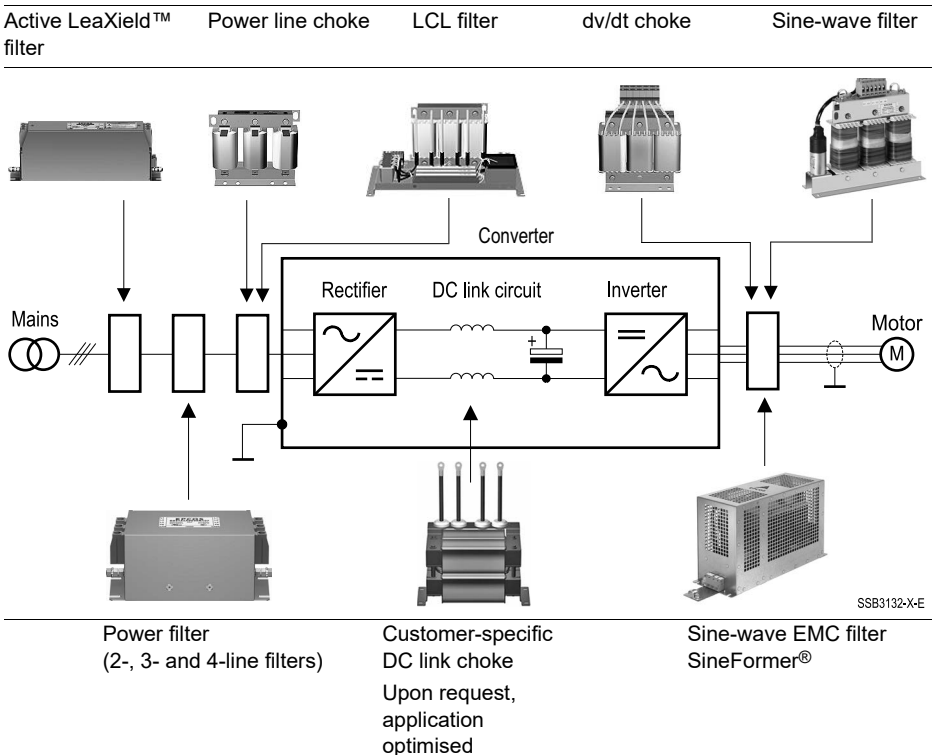 Active LeaXield™
filter
Power line choke
LCL filter
dv/dt choke
Sine-wave filter
Converter
Rectifier
DC link circuit
Inverter
Mains
Motor
+
M
SSB3132-X-E
Power filter
(2-, 3- and 4-line filters)
Customer-specific
DC link choke
Upon request,
application
optimised
Sine-wave EMC filter
SineFormer®